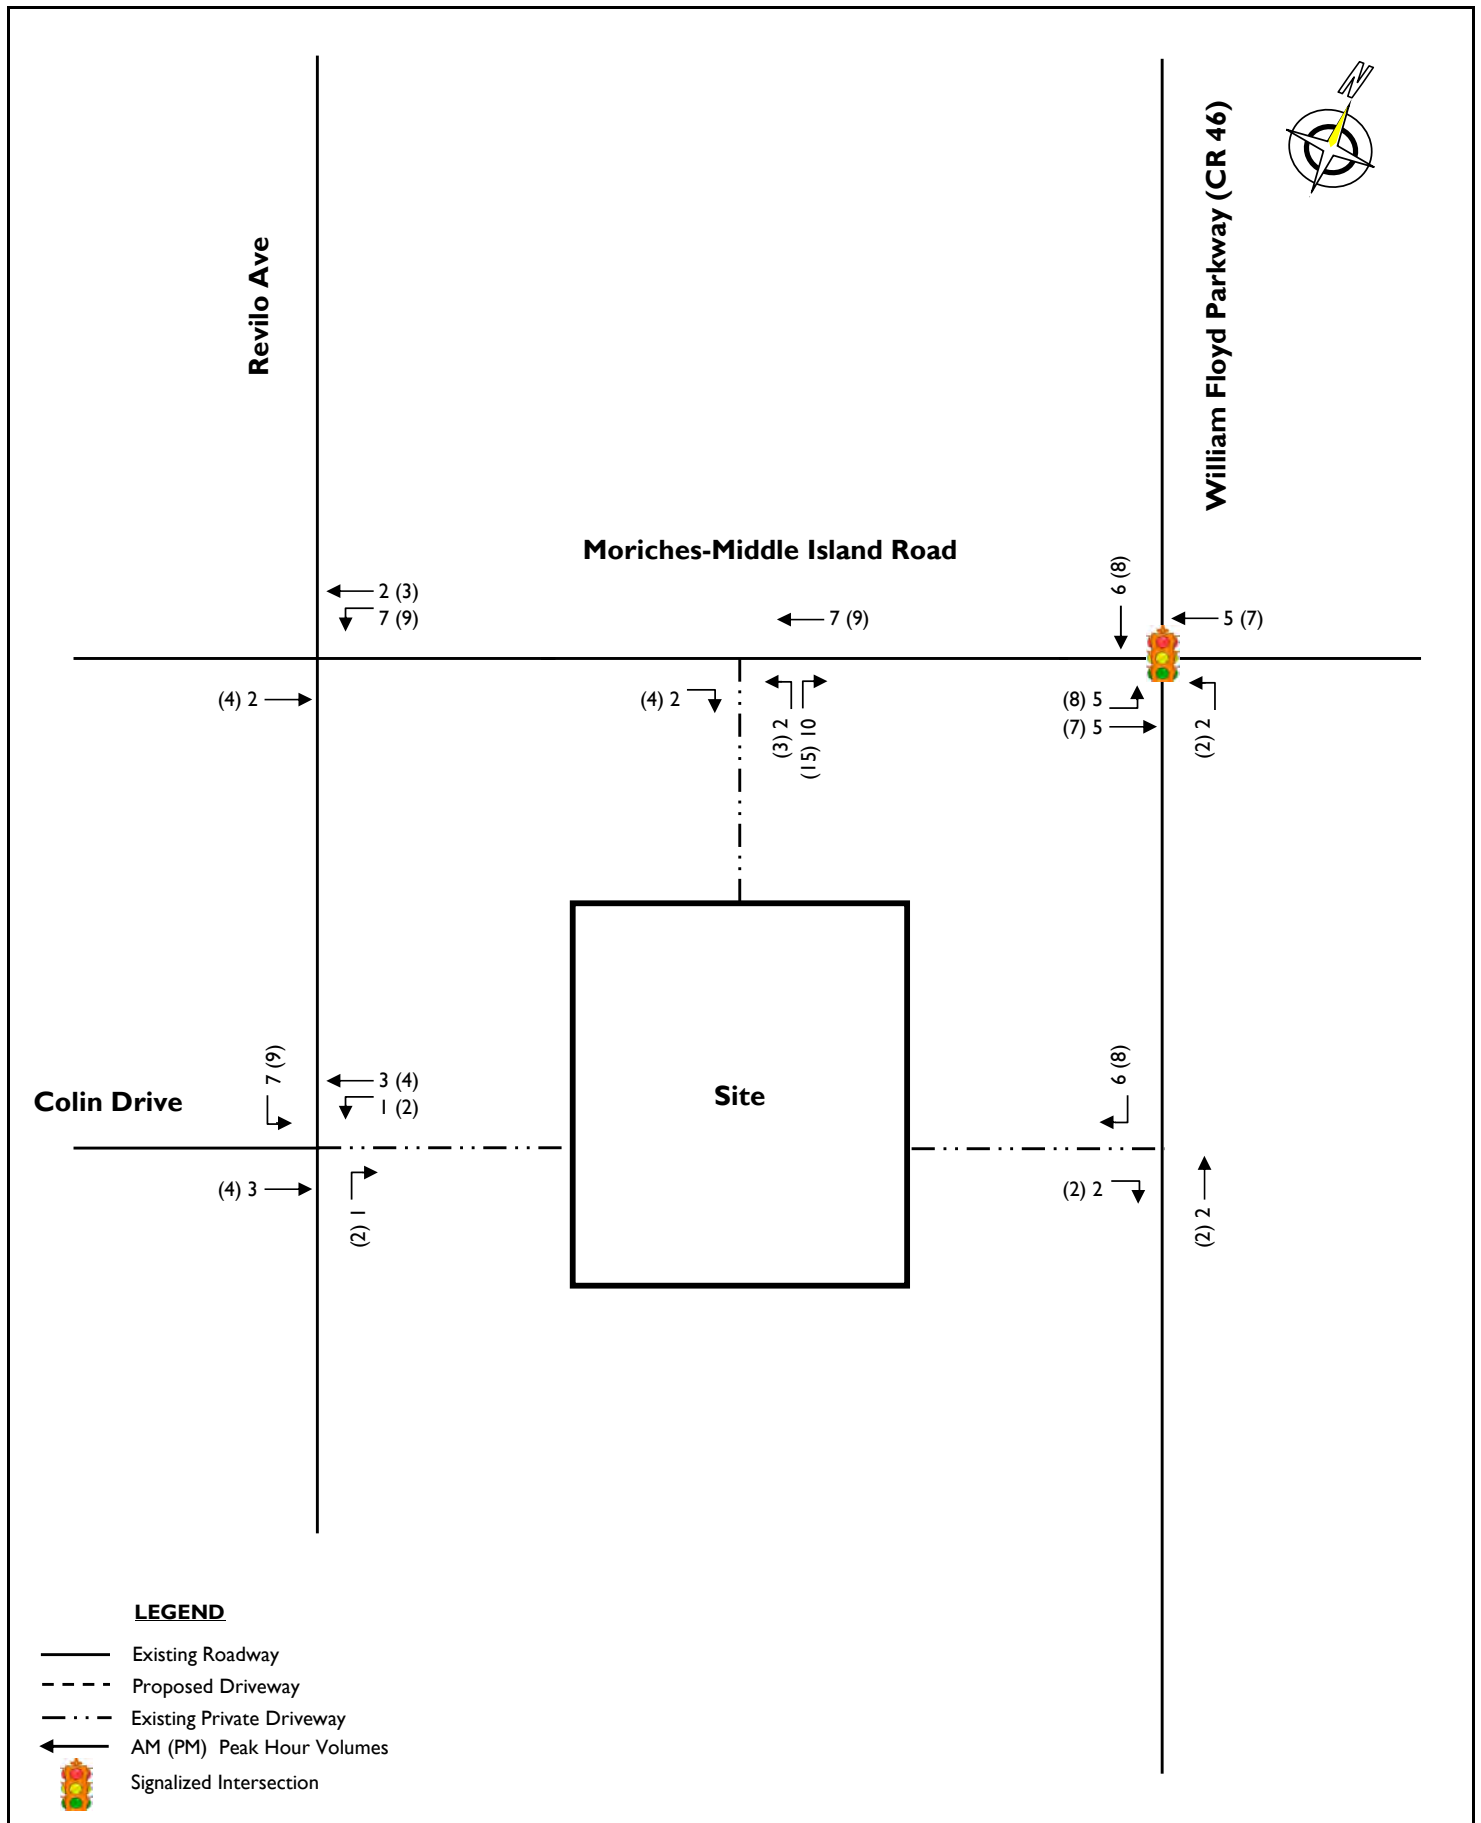 N
William Floyd Parkway (CR 46)
Revilo Ave
Moriches-Middle Island Road
2 (3)
7 (9)
7 (9)
6 (8)
5 (7)
(4) 2
(4) 2
(3) 2
(15) 10
(8) 5
(7) 5
(2) 2
Colin Drive
7 (9)
3 (4)
1 (2)
Site
6 (8)
(4) 3
(2) 1
(2) 2
(2) 2
LEGEND
Existing Roadway
Proposed Driveway
Existing Private Driveway
AM (PM) Peak Hour Volumes
Signalized Intersection